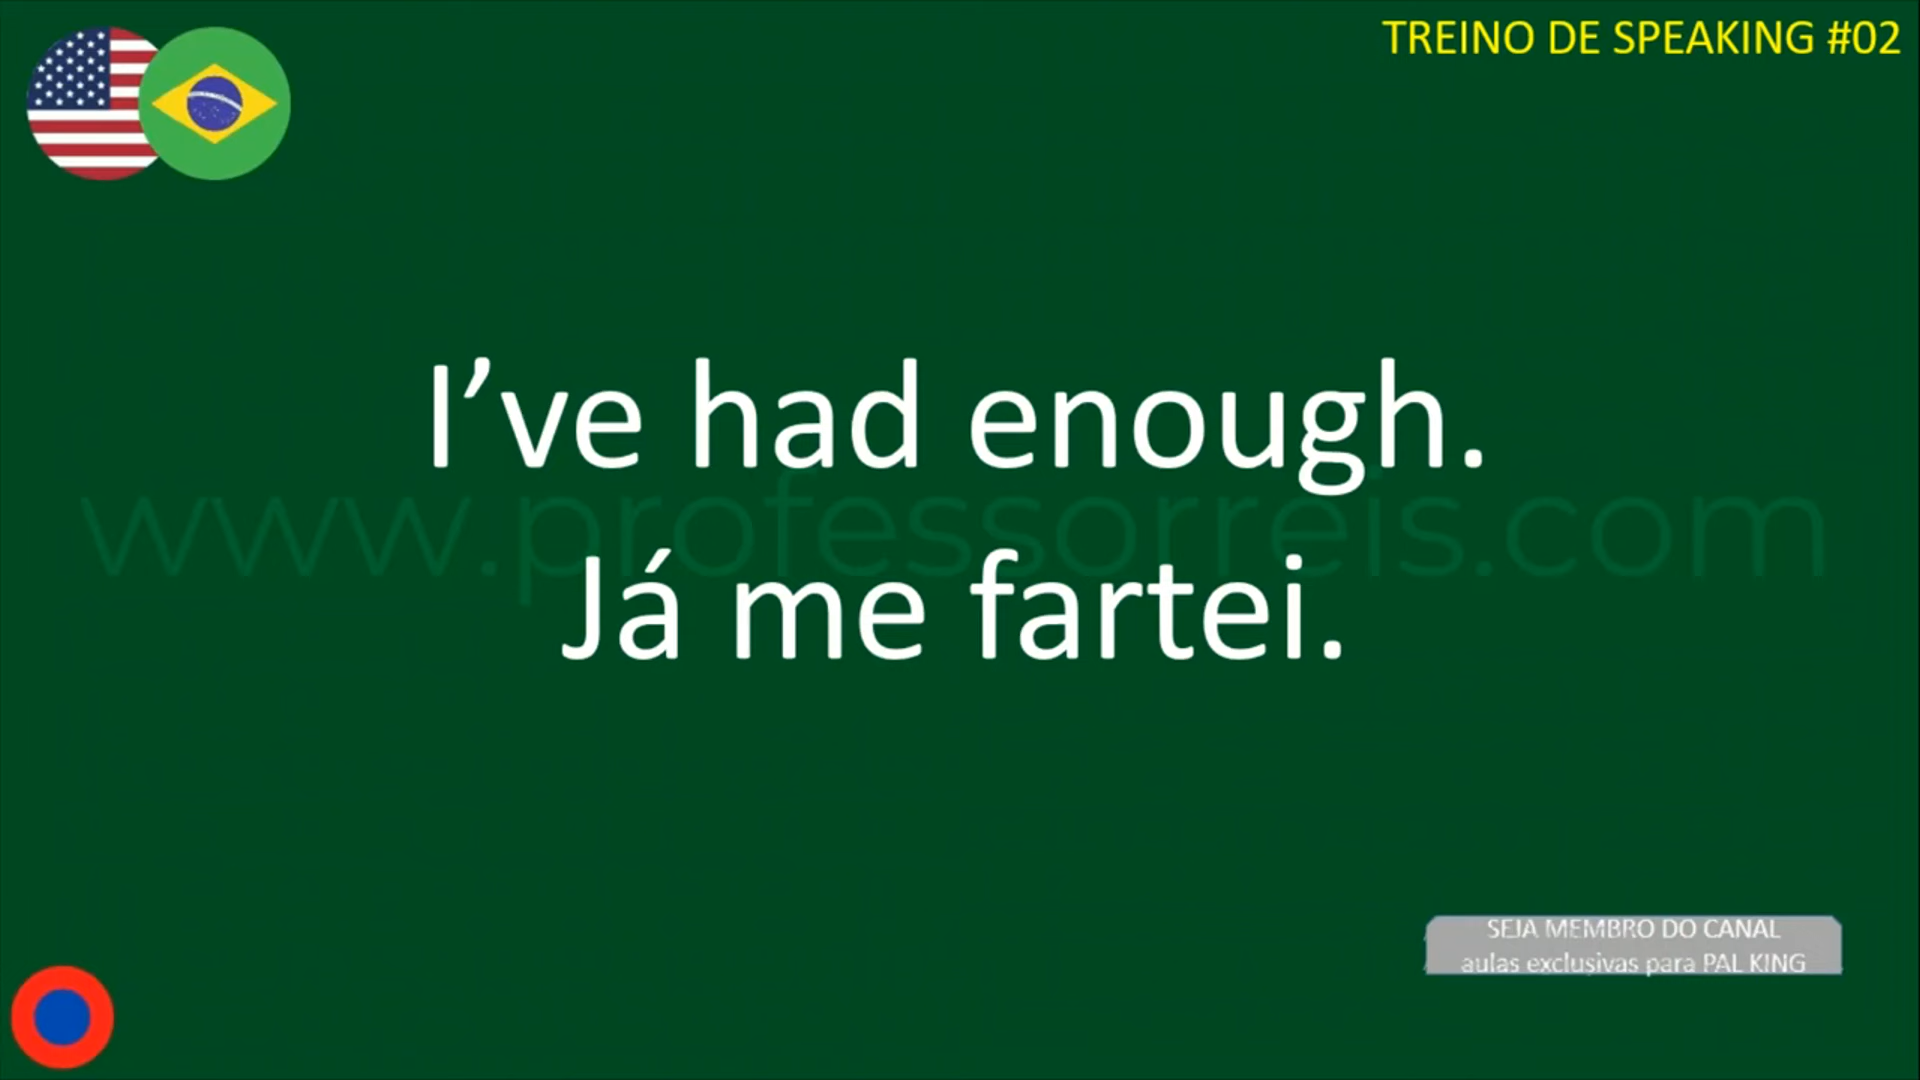 TREINO DE SPEAKING #02
I’ve had enough.
www.professorreis.com
Já me fartei.
SEJA MEMBRO DO CANAL
aulas exclusivas para PAL KING